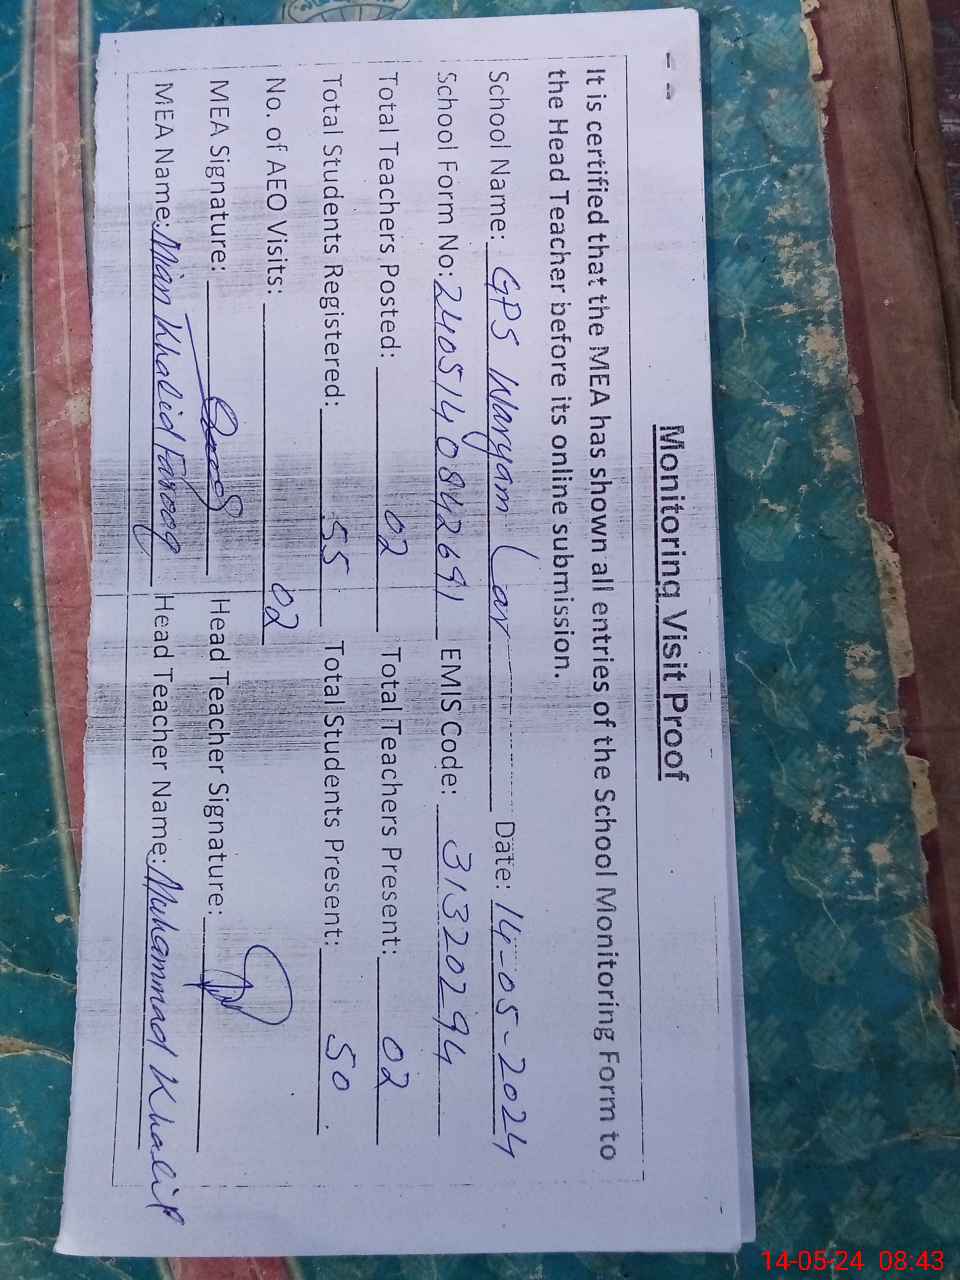 Monitoring Visit Proof
It is certified that the MEA has shown all entries of the School Monitoring Form to
the Head Teacher before its online submission.
School Name: GPS Waryam Lar Date: 14-05-2024
School Form No: 2405140842691 EMIS Code: 31320294
Total Teachers Posted: 02 Total Teachers Present: 02
Total Students Registered: 55 Total Students Present: 50
No. of AEO Visits: 02
MEA Signature: Head Teacher Signature:
MEA Name: Mian Khalid Farooq Head Teacher Name: Muhammad Khalil
14-05-24 08:43